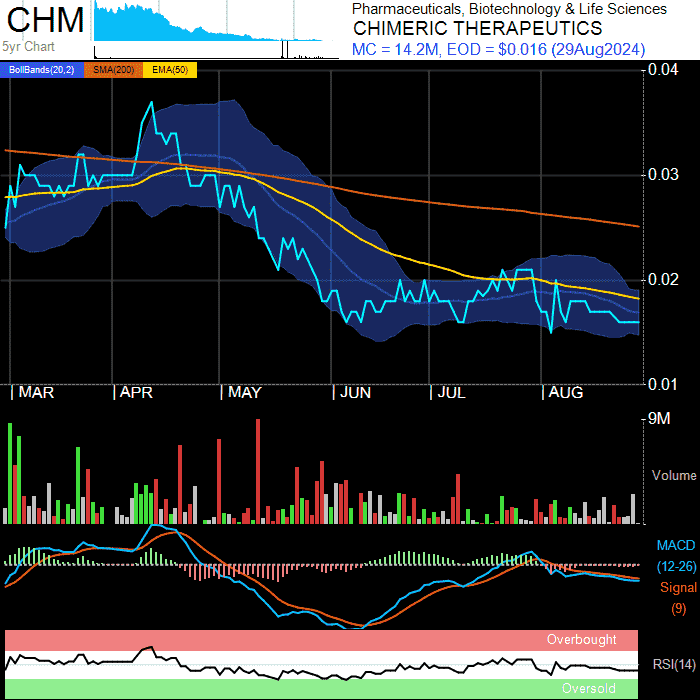 CHM
5yr Chart
Pharmaceuticals, Biotechnology & Life Sciences
CHIMERIC THERAPEUTICS
MC = 14.2M, EOD = $0.016 (29Aug2024)
BollBands(20,2) SMA(200) EMA(50)
0.04
0.03
0.02
0.01
MAR APR MAY JUN JUL AUG
9M
Volume
MACD
(12-26)
Signal
(9)
Overbought
RSI(14)
Oversold